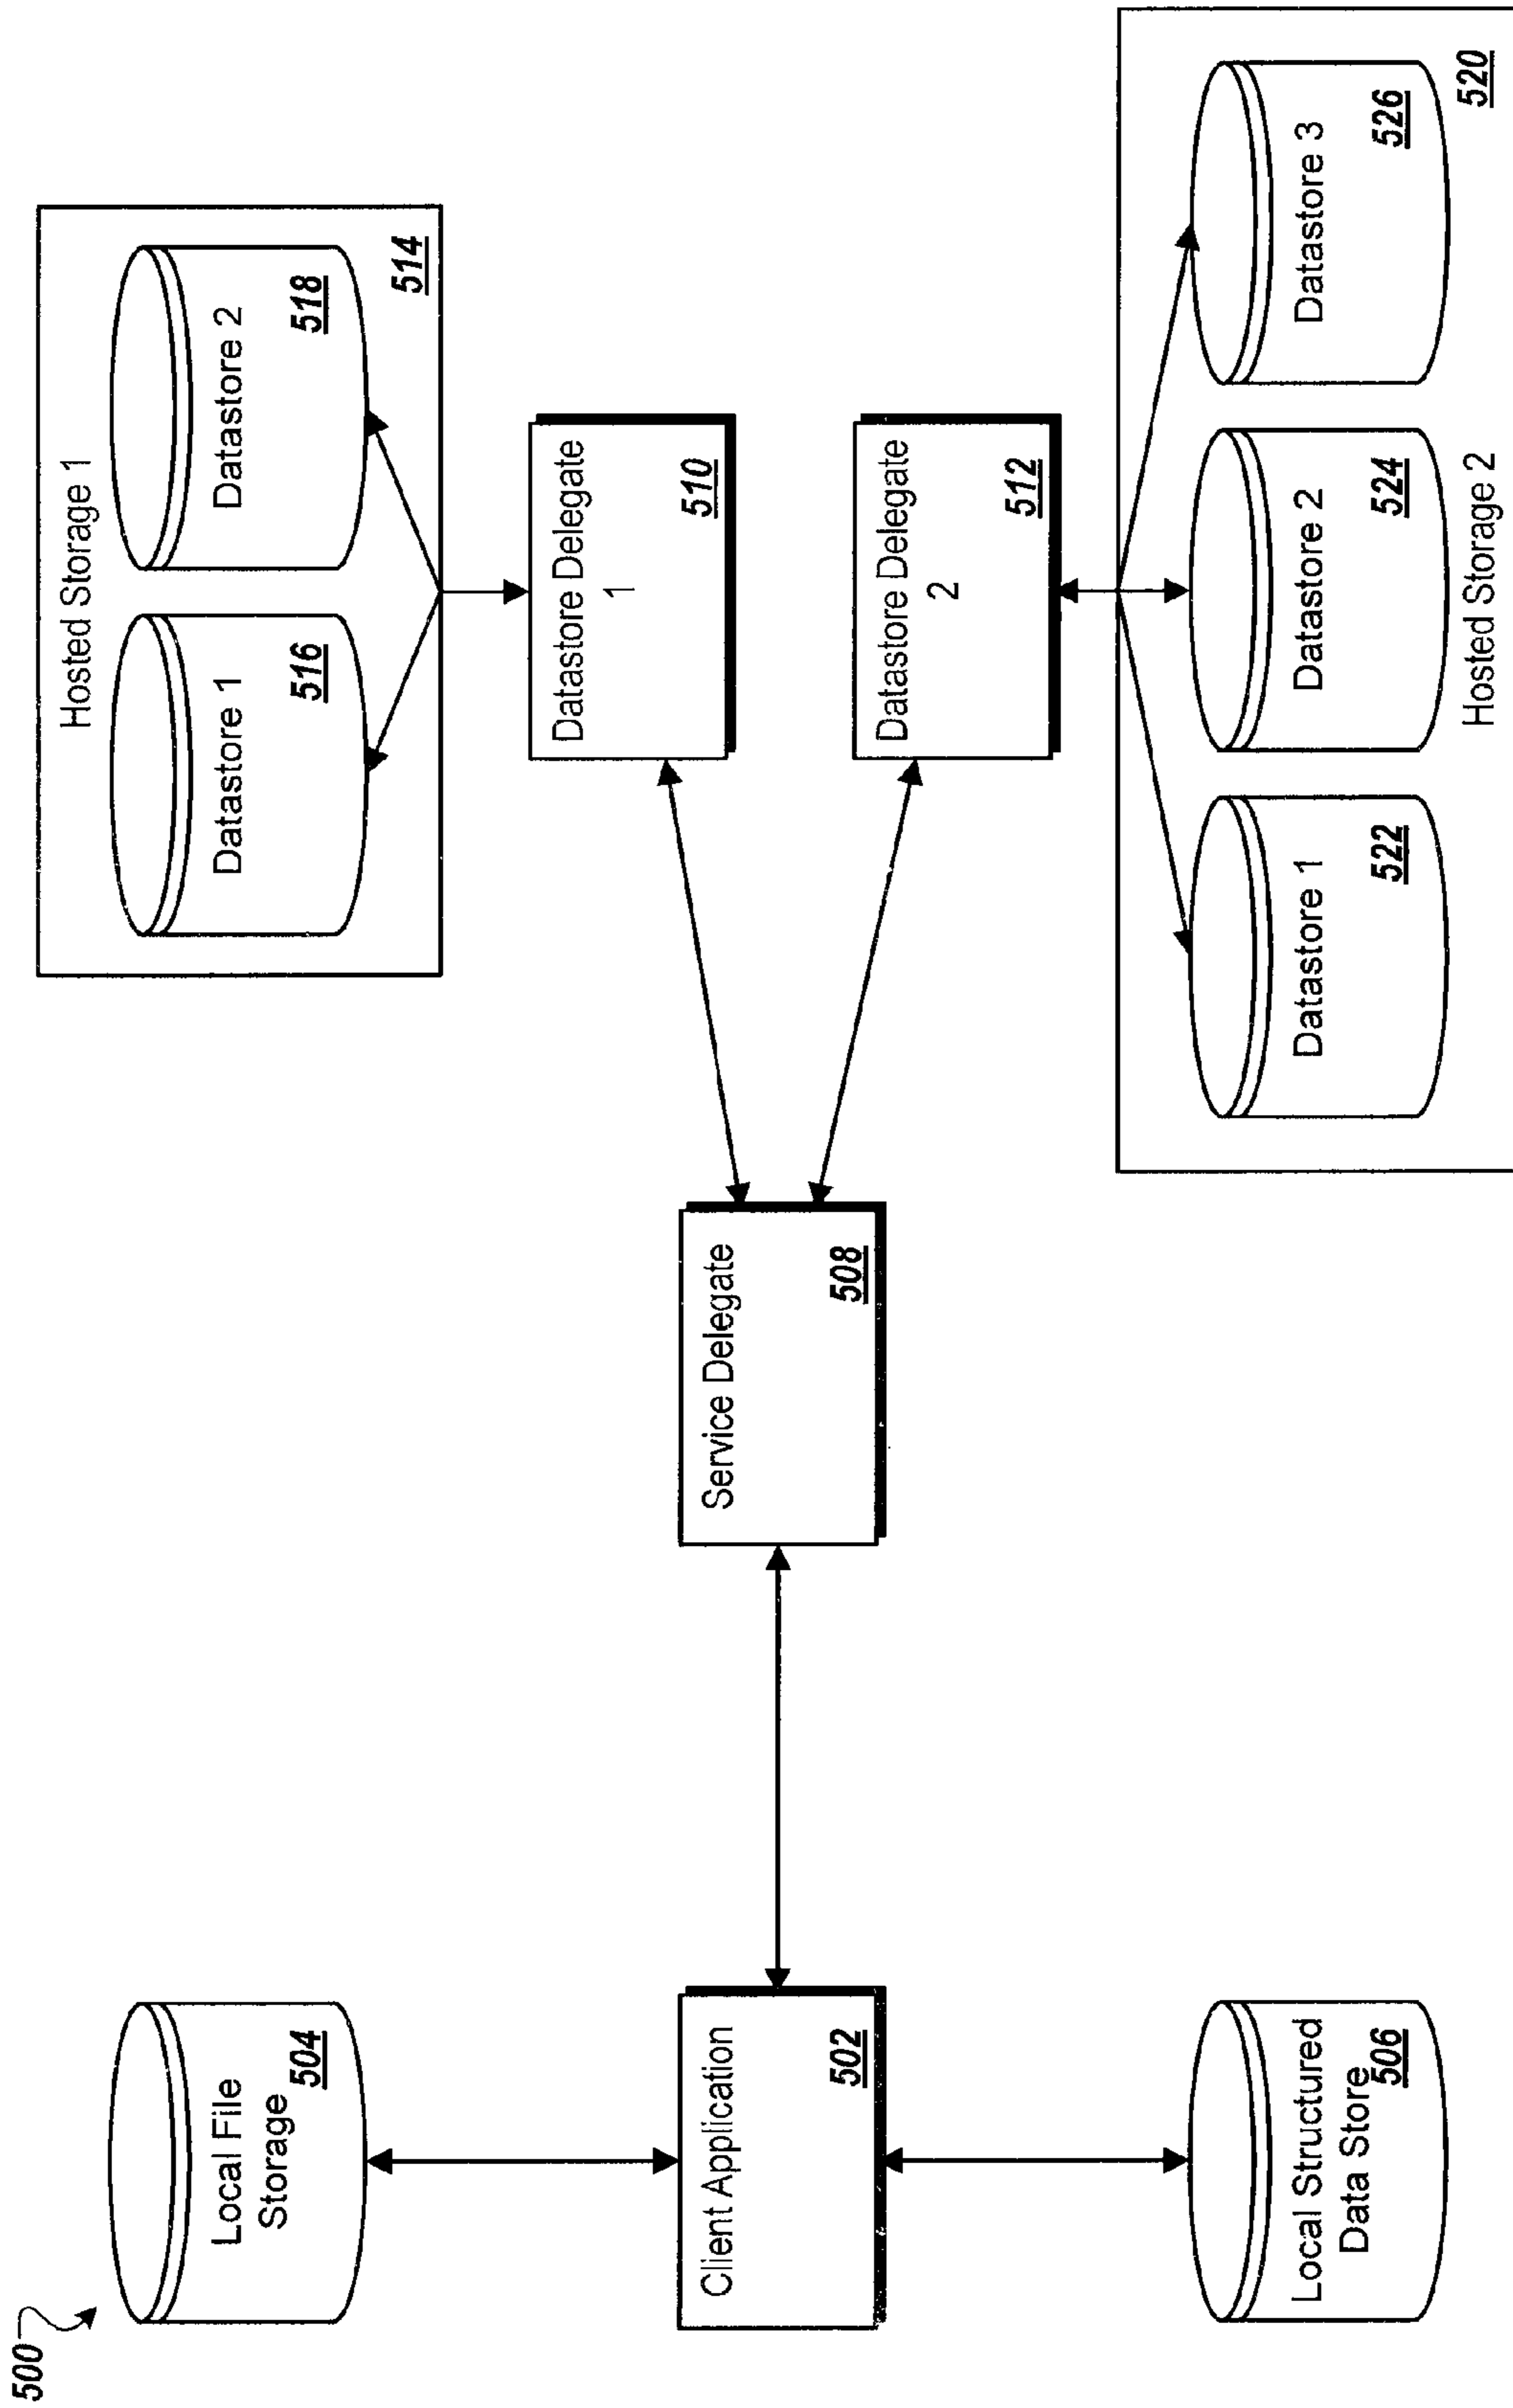 500
Local File
Storage
504
Client Application
502
Local Structured
Data Store
506
Service Delegate
508
Hosted Storage 1
Datastore 1
516
Datastore 2
518
514
Datastore Delegate
1
510
Datastore Delegate
2
512
Datastore 1
522
Datastore 2
524
Datastore 3
526
Hosted Storage 2
520